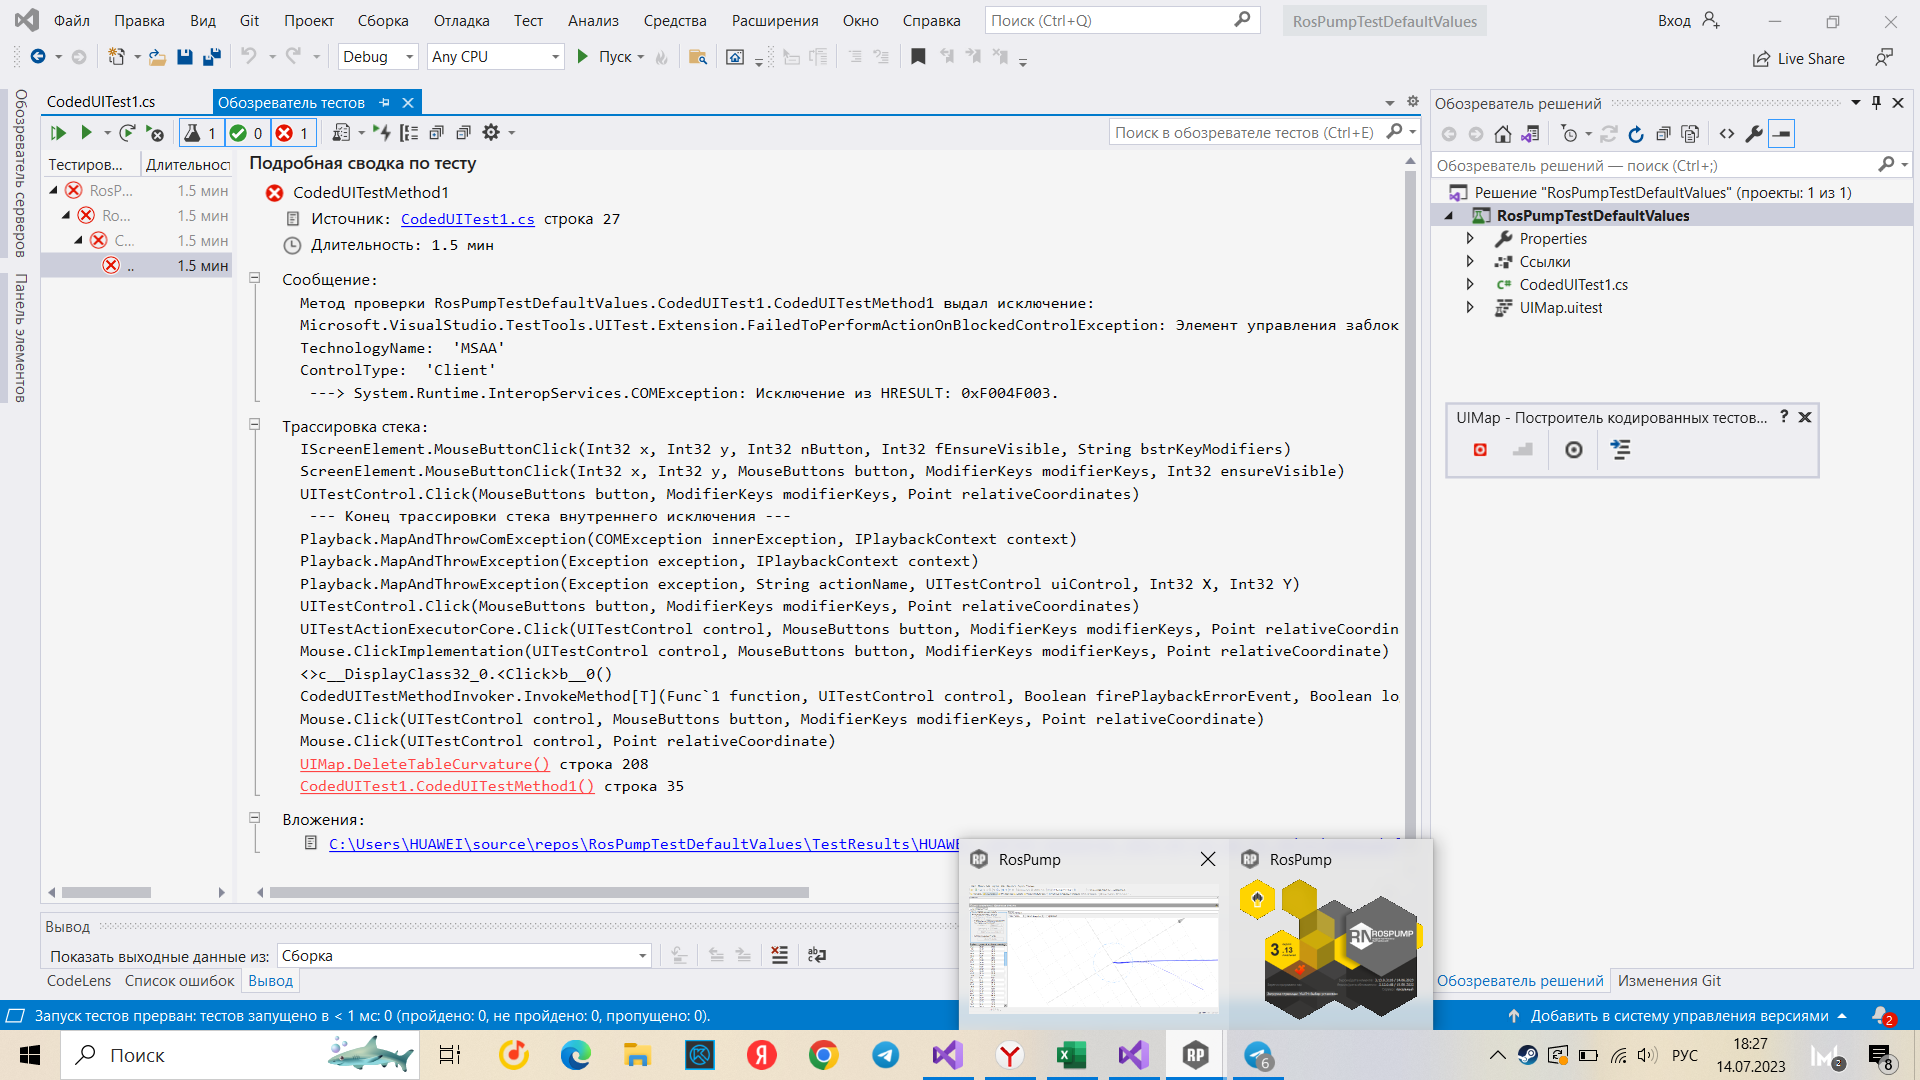 Файл Правка Вид Git Проект Сборка Отладка Тест Анализ Средства Расширения Окно Справка Поиск (Ctrl+Q) RosPumpTestDefaultValues Вход
Debug Any CPU Пуск Live Share
Обозреватель серверов
Панель элементов
CodedUITest1.cs Обозреватель тестов
1 0 1 Поиск в обозревателе тестов (Ctrl+E)
Тестиров... Длительност
RosP... 1.5 мин
Ro... 1.5 мин
C... 1.5 мин
.. 1.5 мин
Подробная сводка по тесту
CodedUITestMethod1
Источник: CodedUITest1.cs строка 27
Длительность: 1.5 мин
Сообщение:
Метод проверки RosPumpTestDefaultValues.CodedUITest1.CodedUITestMethod1 выдал исключение:
Microsoft.VisualStudio.TestTools.UITest.Extension.FailedToPerformActionOnBlockedControlException: Элемент управления заблок
TechnologyName: 'MSAA'
ControlType: 'Client'
---> System.Runtime.InteropServices.COMException: Исключение из HRESULT: 0xF004F003.
Трассировка стека:
IScreenElement.MouseButtonClick(Int32 x, Int32 y, Int32 nButton, Int32 fEnsureVisible, String bstrKeyModifiers)
ScreenElement.MouseButtonClick(Int32 x, Int32 y, MouseButtons button, ModifierKeys modifierKeys, Int32 ensureVisible)
UITestControl.Click(MouseButtons button, ModifierKeys modifierKeys, Point relativeCoordinates)
--- Конец трассировки стека внутреннего исключения ---
Playback.MapAndThrowComException(COMException innerException, IPlaybackContext context)
Playback.MapAndThrowException(Exception exception, IPlaybackContext context)
Playback.MapAndThrowException(Exception exception, String actionName, UITestControl uiControl, Int32 X, Int32 Y)
UITestControl.Click(MouseButtons button, ModifierKeys modifierKeys, Point relativeCoordinates)
UITestActionExecutorCore.Click(UITestControl control, MouseButtons button, ModifierKeys modifierKeys, Point relativeCoordin
Mouse.ClickImplementation(UITestControl control, MouseButtons button, ModifierKeys modifierKeys, Point relativeCoordinate)
<>c__DisplayClass32_0.<Click>b__0()
CodedUITestMethodInvoker.InvokeMethod[T](Func`1 function, UITestControl control, Boolean firePlaybackErrorEvent, Boolean lo
Mouse.Click(UITestControl control, MouseButtons button, ModifierKeys modifierKeys, Point relativeCoordinate)
Mouse.Click(UITestControl control, Point relativeCoordinate)
UIMap.DeleteTableCurvature() строка 208
CodedUITest1.CodedUITestMethod1() строка 35
Вложения:
C:\Users\HUAWEI\source\repos\RosPumpTestDefaultValues\TestResults\HUAWE
Обозреватель решений
Обозреватель решений — поиск (Ctrl+;)
Решение "RosPumpTestDefaultValues" (проекты: 1 из 1)
RosPumpTestDefaultValues
Properties
Ссылки
CodedUITest1.cs
UIMap.uitest
UIMap - Построитель кодированных тестов... ?
RP RosPump RP RosPump
3 .13
RN ROSPUMP
Вывод
Показать выходные данные из: Сборка
CodeLens Список ошибок Вывод
Обозреватель решений Изменения Git
Запуск тестов прерван: тестов запущено в < 1 мс: 0 (пройдено: 0, не пройдено: 0, пропущено: 0).
Добавить в систему управления версиями 2
Поиск Я Y RP 6 РУС 18:27
14.07.2023 2 8